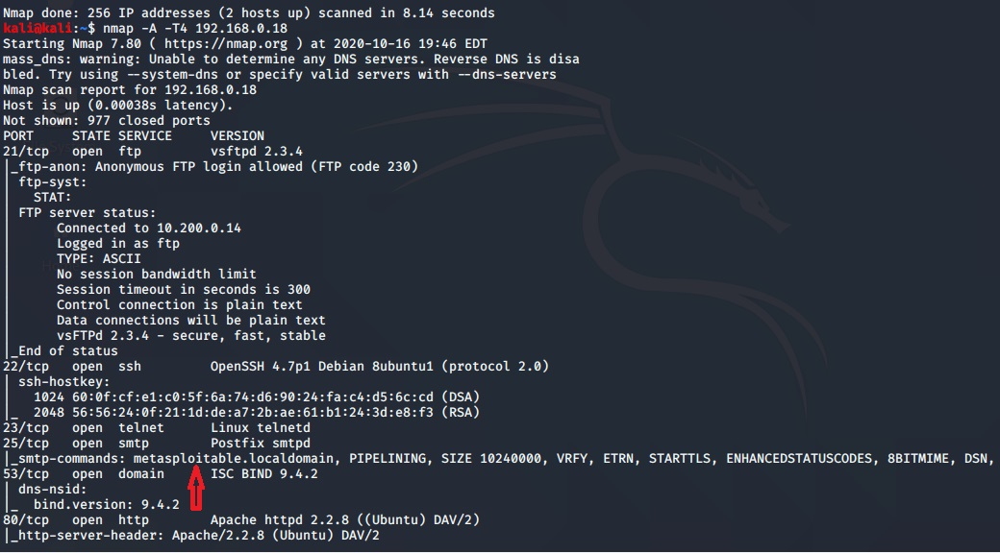 Nmap done: 256 IP addresses (2 hosts up) scanned in 8.14 seconds
kali@kali:~$ nmap -A -T4 192.168.0.18
Starting Nmap 7.80 ( https://nmap.org ) at 2020-10-16 19:46 EDT
mass_dns: warning: Unable to determine any DNS servers. Reverse DNS is disa
bled. Try using --system-dns or specify valid servers with --dns-servers
Nmap scan report for 192.168.0.18
Host is up (0.00038s latency).
Not shown: 977 closed ports
PORT     STATE SERVICE     VERSION
21/tcp   open  ftp         vsftpd 2.3.4
|_ftp-anon: Anonymous FTP login allowed (FTP code 230)
| ftp-syst:
|   STAT:
| FTP server status:
|      Connected to 10.200.0.14
|      Logged in as ftp
|      TYPE: ASCII
|      No session bandwidth limit
|      Session timeout in seconds is 300
|      Control connection is plain text
|      Data connections will be plain text
|      vsFTPd 2.3.4 - secure, fast, stable
|_End of status
22/tcp   open  ssh         OpenSSH 4.7p1 Debian 8ubuntu1 (protocol 2.0)
| ssh-hostkey:
|   1024 60:0f:cf:e1:c0:5f:6a:74:d6:90:24:fa:c4:d5:6c:cd (DSA)
|_  2048 56:56:24:0f:21:1d:de:a7:2b:ae:61:b1:24:3d:e8:f3 (RSA)
23/tcp   open  telnet      Linux telnetd
25/tcp   open  smtp        Postfix smtpd
|_smtp-commands: metasploitable.localdomain, PIPELINING, SIZE 10240000, VRFY, ETRN, STARTTLS, ENHANCEDSTATUSCODES, 8BITMIME, DSN,
53/tcp   open  domain      ISC BIND 9.4.2
| dns-nsid:
|_  bind.version: 9.4.2
80/tcp   open  http        Apache httpd 2.2.8 ((Ubuntu) DAV/2)
|_http-server-header: Apache/2.2.8 (Ubuntu) DAV/2